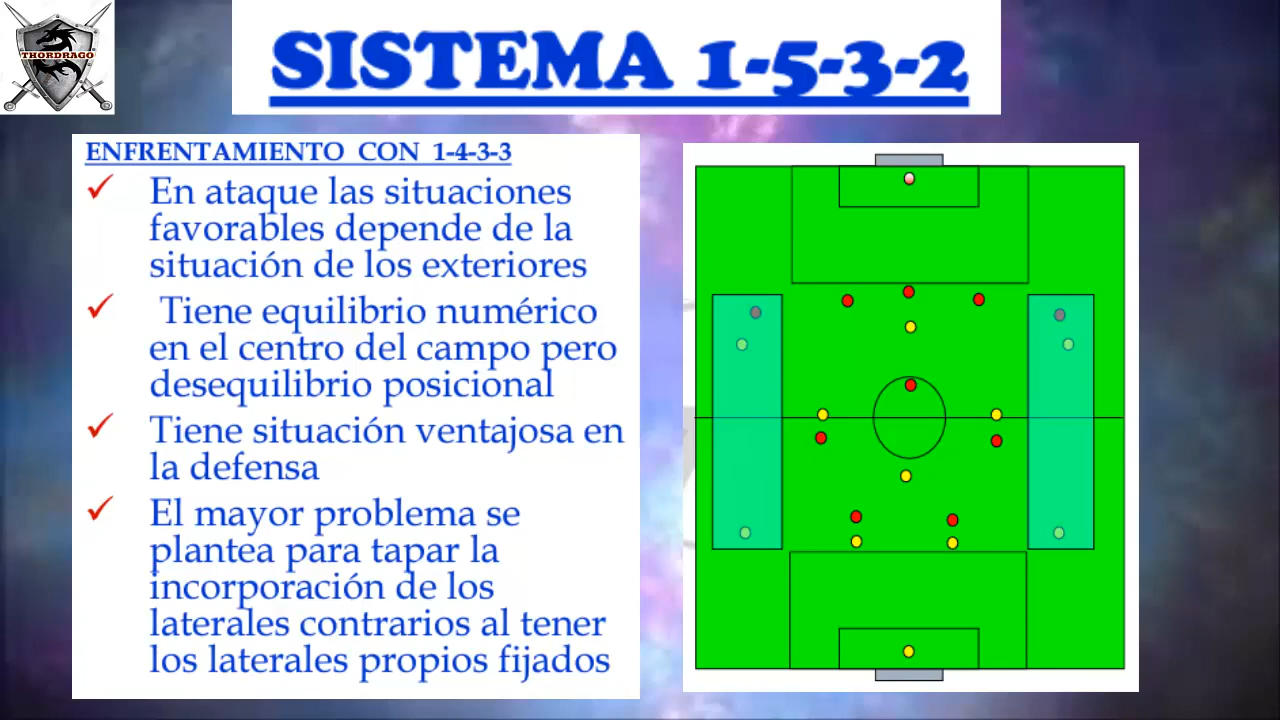 THORDRAGO
SISTEMA 1-5-3-2
ENFRENTAMIENTO CON 1-4-3-3
En ataque las situaciones
favorables depende de la
situación de los exteriores
Tiene equilibrio numérico
en el centro del campo pero
desequilibrio posicional
Tiene situación ventajosa en
la defensa
El mayor problema se
plantea para tapar la
incorporación de los
laterales contrarios al tener
los laterales propios fijados